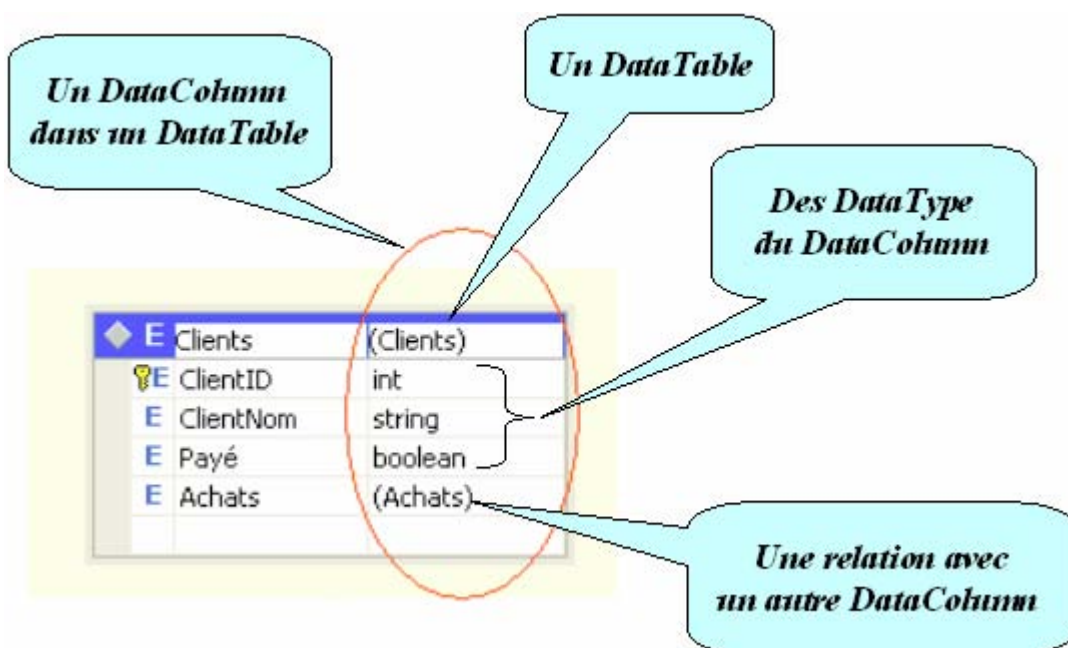 Un DataColumn
dans un DataTable
Un DataTable
Des DataType
du DataColumn
E Clients (Clients)
E ClientID int
E ClientNom string
E Payé boolean
E Achats (Achats)
Une relation avec
un autre DataColumn